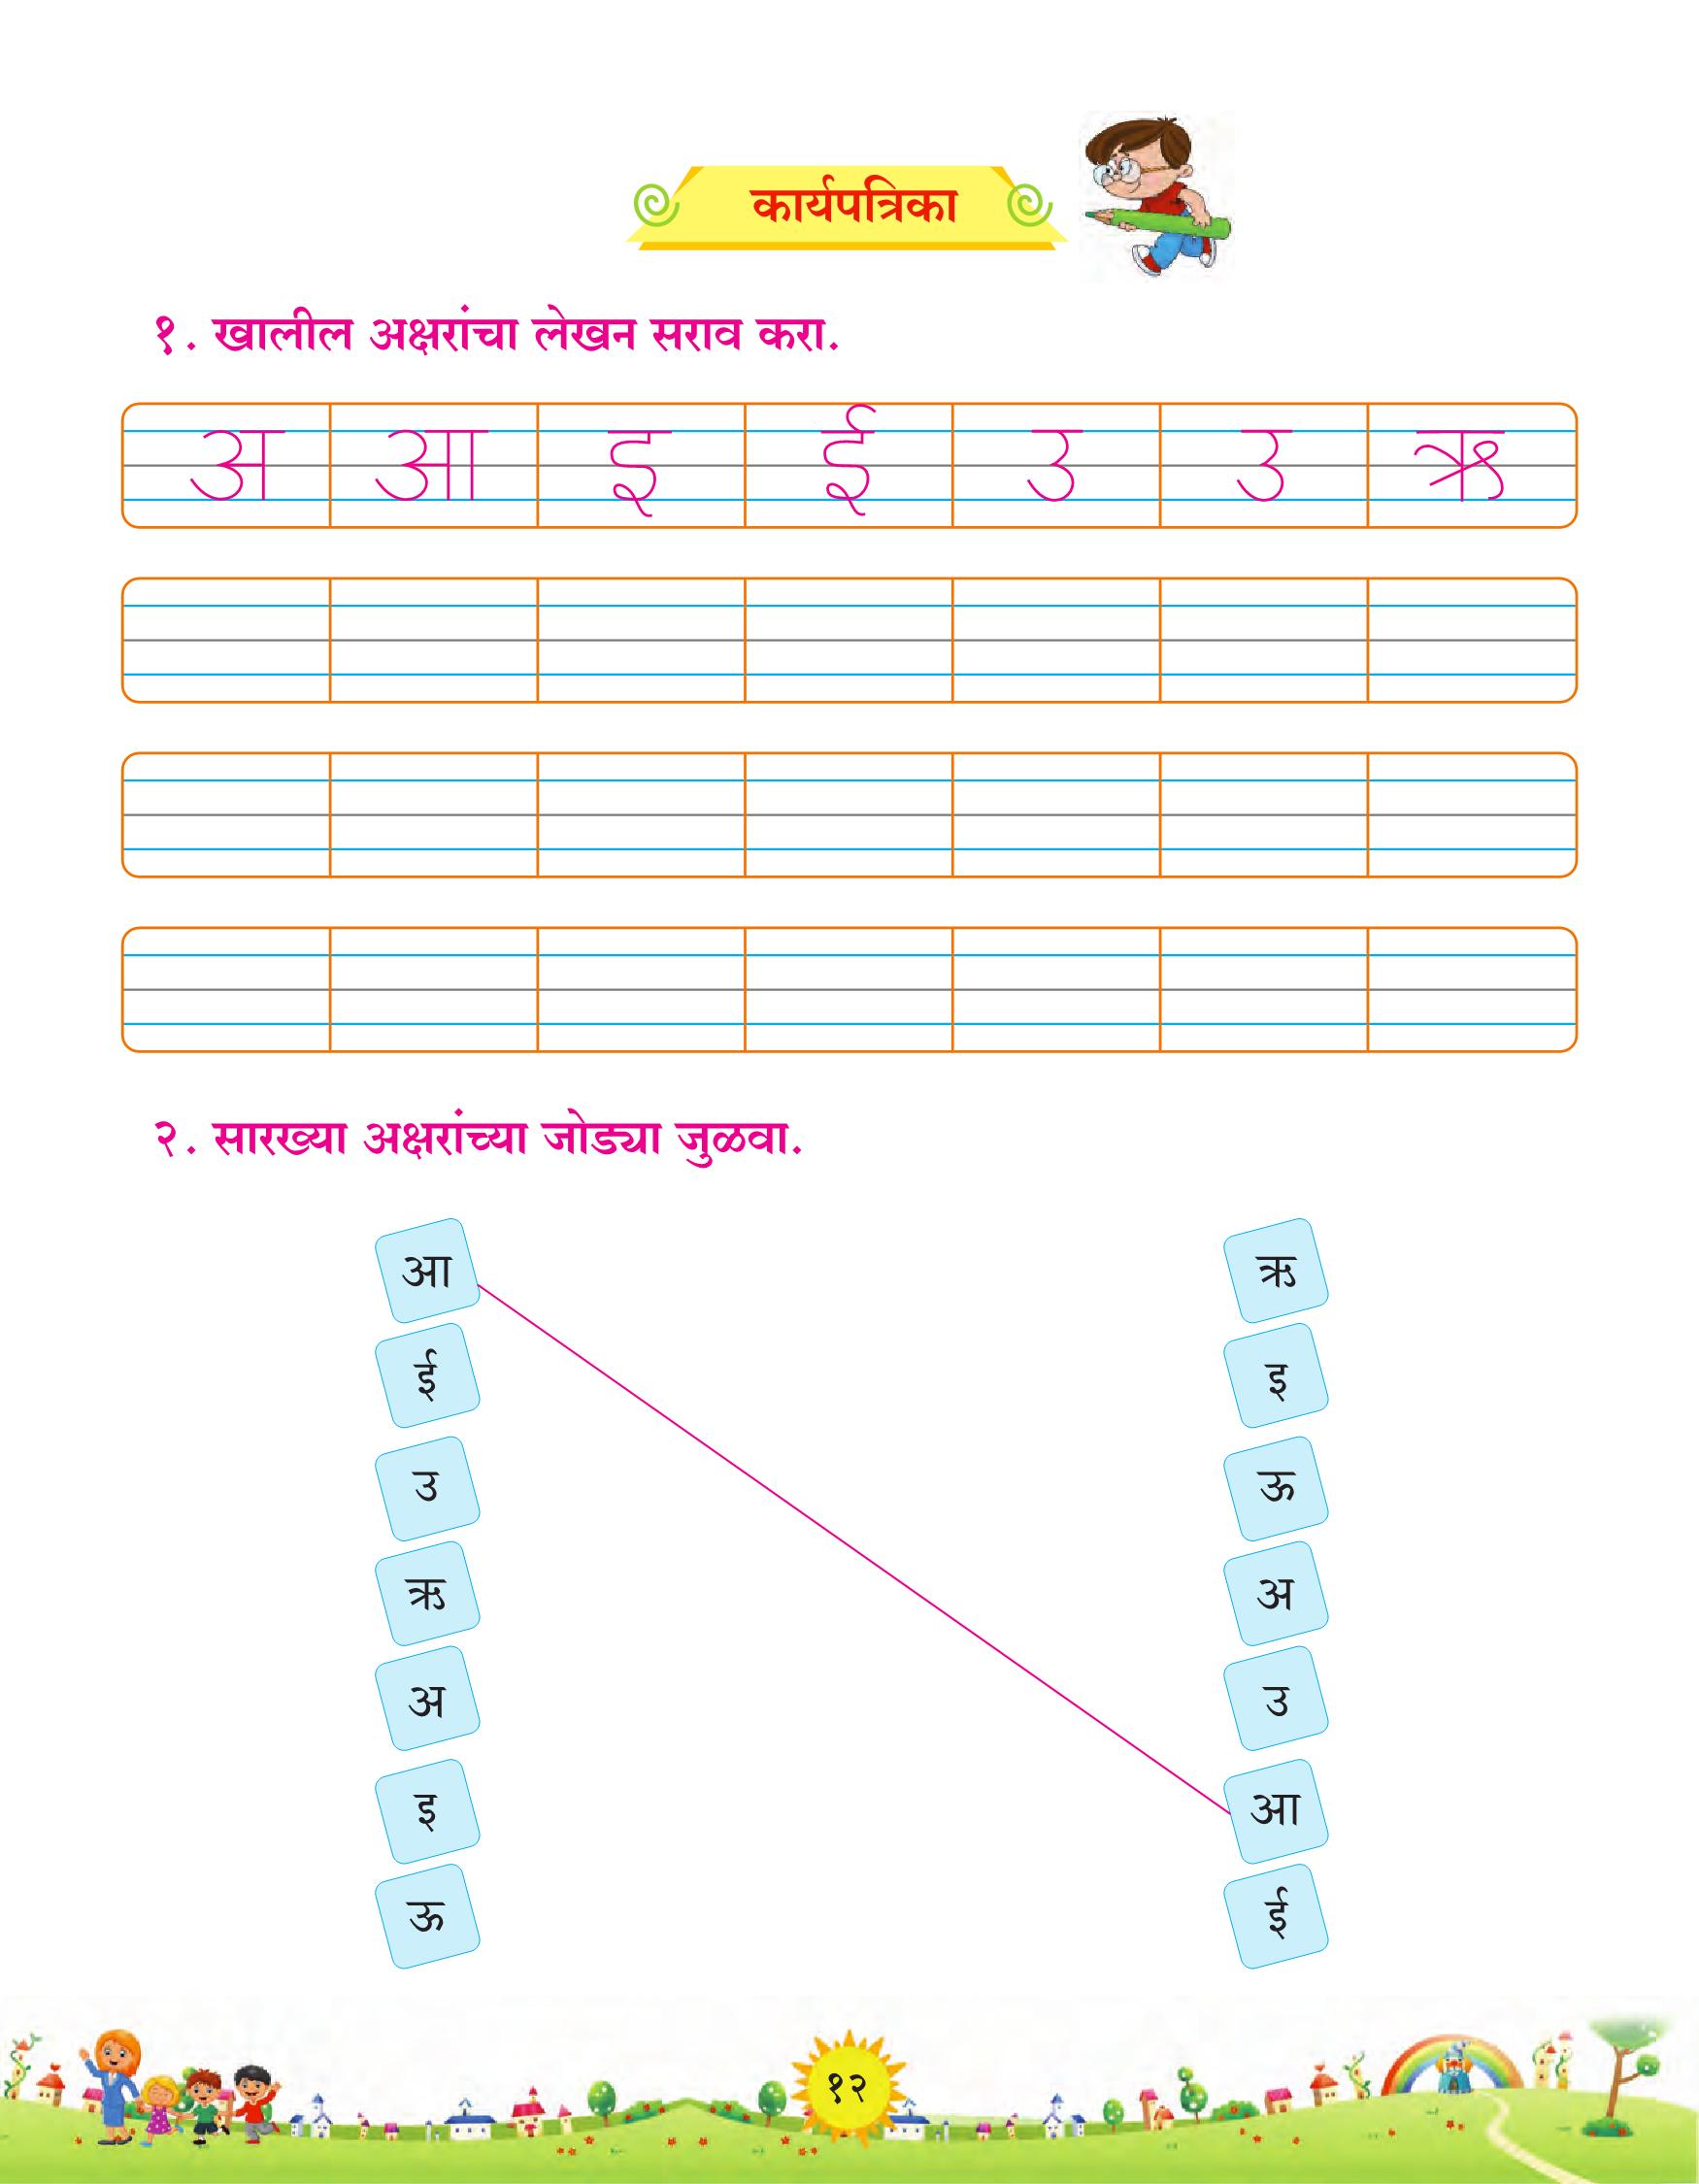 कार्यपत्रिका
१. खालील अक्षरांचा लेखन सराव करा.
अ आ इ ई उ उ ऋ
२. सारख्या अक्षरांच्या जोड्या जुळवा.
आ ऋ
ई इ
उ ऊ
ऋ अ
अ उ
इ आ
ऊ ई
१२